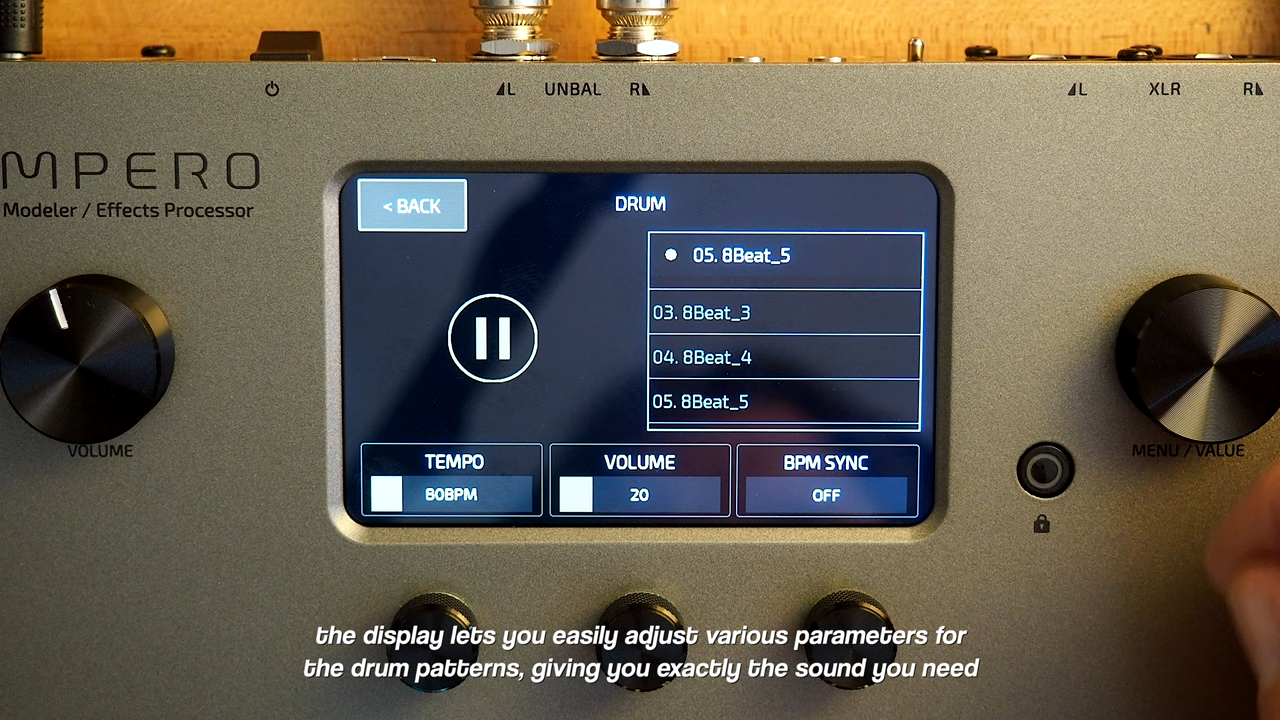 L UNBAL R
L XLR R
MPERO
Modeler / Effects Processor
< BACK
DRUM
05. 8Beat_5
03. 8Beat_3
04. 8Beat_4
05. 8Beat_5
TEMPO
80BPM
VOLUME
20
BPM SYNC
OFF
VOLUME
MENU / VALUE
the display lets you easily adjust various parameters for
the drum patterns, giving you exactly the sound you need